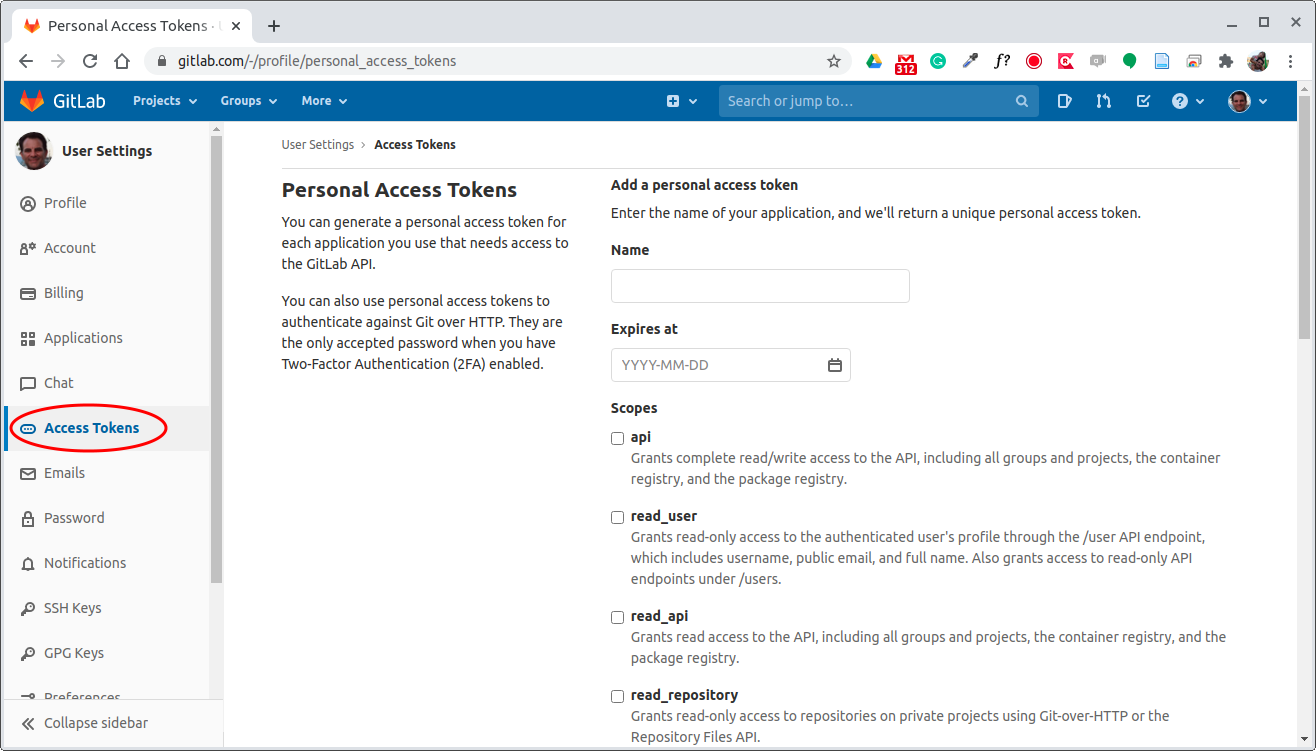 Personal Access Tokens ·
gitlab.com/-/profile/personal_access_tokens
312
f?
GitLab
Projects
Groups
More
Search or jump to…
User Settings
Profile
Account
Billing
Applications
Chat
Access Tokens
Emails
Password
Notifications
SSH Keys
GPG Keys
Preferences
Collapse sidebar
User Settings › Access Tokens
Personal Access Tokens
You can generate a personal access token for
each application you use that needs access to
the GitLab API.
You can also use personal access tokens to
authenticate against Git over HTTP. They are
the only accepted password when you have
Two-Factor Authentication (2FA) enabled.
Add a personal access token
Enter the name of your application, and we'll return a unique personal access token.
Name
Expires at
YYYY-MM-DD
Scopes
api
Grants complete read/write access to the API, including all groups and projects, the container
registry, and the package registry.
read_user
Grants read-only access to the authenticated user's profile through the /user API endpoint,
which includes username, public email, and full name. Also grants access to read-only API
endpoints under /users.
read_api
Grants read access to the API, including all groups and projects, the container registry, and the
package registry.
read_repository
Grants read-only access to repositories on private projects using Git-over-HTTP or the
Repository Files API.